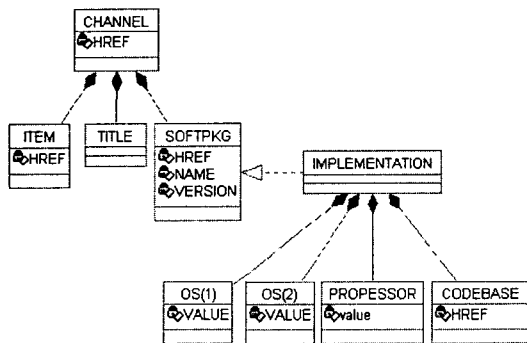 CHANNEL
HREF
ITEM
HREF
TITLE
SOFTPKG
HREF
NAME
VERSION
IMPLEMENTATION
OS(1)
VALUE
OS(2)
VALUE
PROPESSOR
value
CODEBASE
HREF